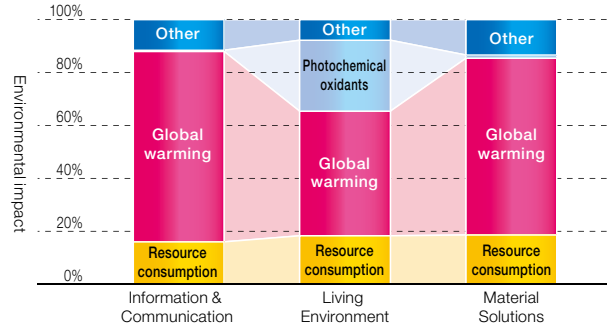 100%
80%
60%
40%
20%
0%
Environmental impact
Other
Global
warming
Resource
consumption
Other
Photochemical
oxidants
Global
warming
Resource
consumption
Other
Global
warming
Resource
consumption
Information &
Communication
Living
Environment
Material
Solutions